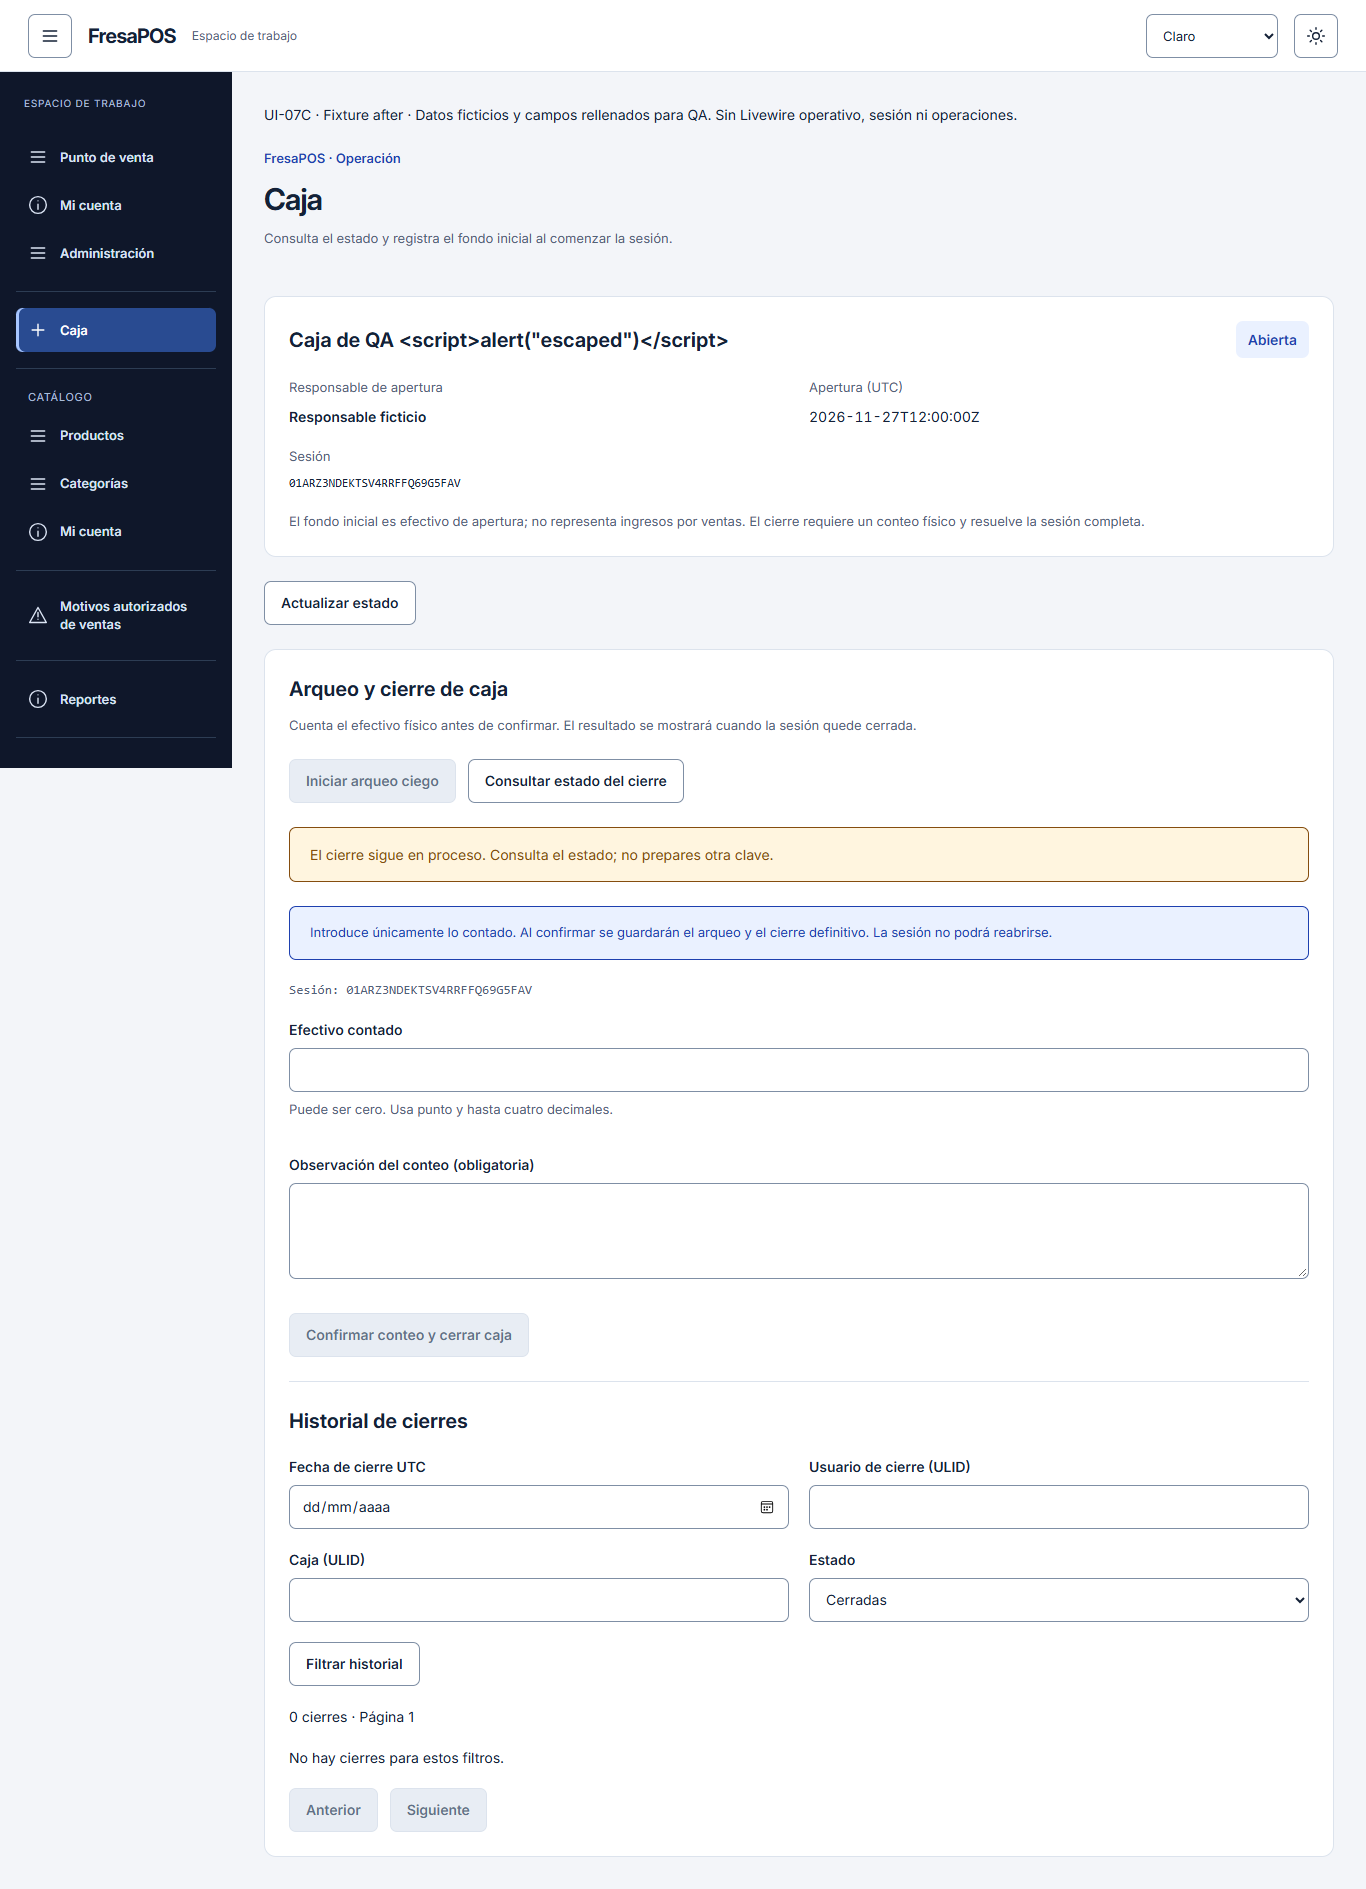 FresaPOS
Espacio de trabajo
Claro
ESPACIO DE TRABAJO
Punto de venta
Mi cuenta
Administración
Caja
CATÁLOGO
Productos
Categorías
Mi cuenta
Motivos autorizados
de ventas
Reportes
UI-07C · Fixture after · Datos ficticios y campos rellenados para QA. Sin Livewire operativo, sesión ni operaciones.
FresaPOS · Operación
Caja
Consulta el estado y registra el fondo inicial al comenzar la sesión.
Caja de QA <script>alert("escaped")</script>
Abierta
Responsable de apertura
Responsable ficticio
Apertura (UTC)
2026-11-27T12:00:00Z
Sesión
01ARZ3NDEKTSV4RRFFQ69G5FAV
El fondo inicial es efectivo de apertura; no representa ingresos por ventas. El cierre requiere un conteo físico y resuelve la sesión completa.
Actualizar estado
Arqueo y cierre de caja
Cuenta el efectivo físico antes de confirmar. El resultado se mostrará cuando la sesión quede cerrada.
Iniciar arqueo ciego
Consultar estado del cierre
El cierre sigue en proceso. Consulta el estado; no prepares otra clave.
Introduce únicamente lo contado. Al confirmar se guardarán el arqueo y el cierre definitivo. La sesión no podrá reabrirse.
Sesión: 01ARZ3NDEKTSV4RRFFQ69G5FAV
Efectivo contado
Puede ser cero. Usa punto y hasta cuatro decimales.
Observación del conteo (obligatoria)
Confirmar conteo y cerrar caja
Historial de cierres
Fecha de cierre UTC
dd/mm/aaaa
Usuario de cierre (ULID)
Caja (ULID)
Estado
Cerradas
Filtrar historial
0 cierres · Página 1
No hay cierres para estos filtros.
Anterior
Siguiente